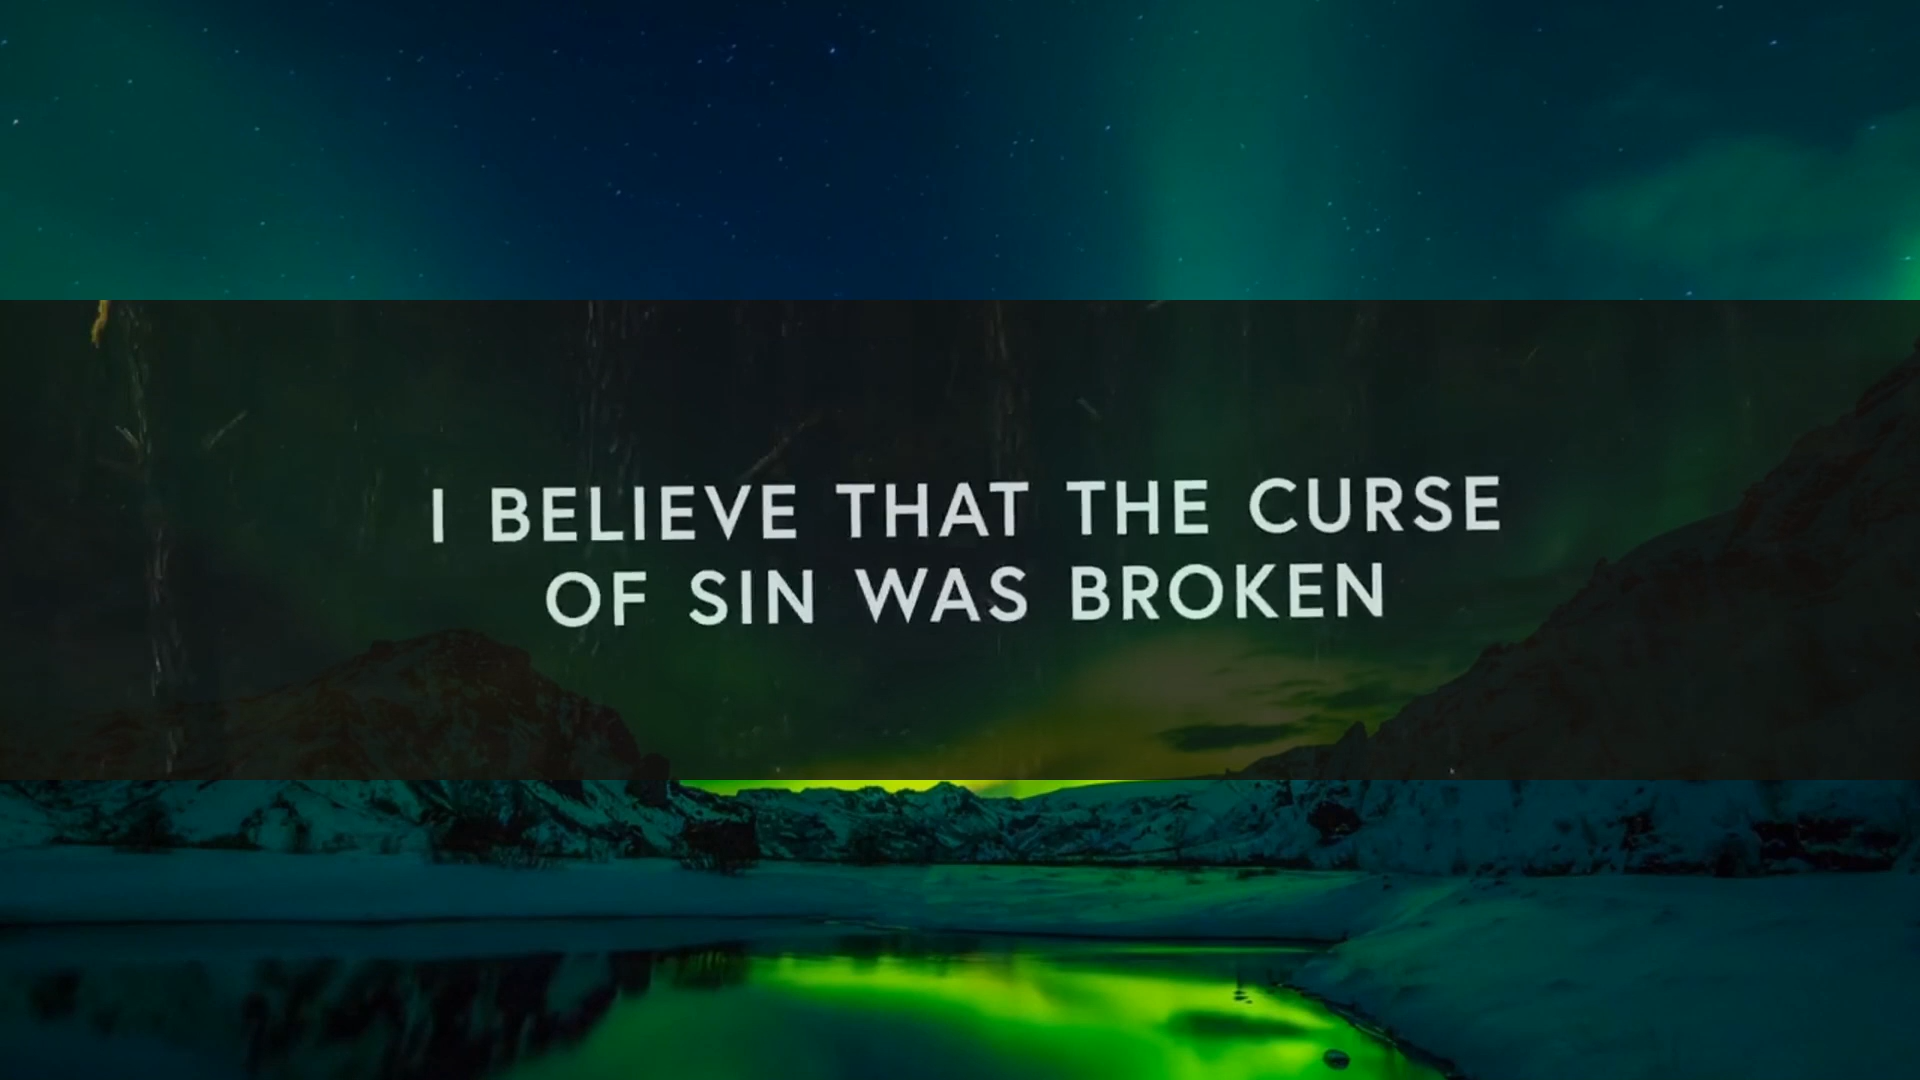 I BELIEVE THAT THE CURSE
OF SIN WAS BROKEN